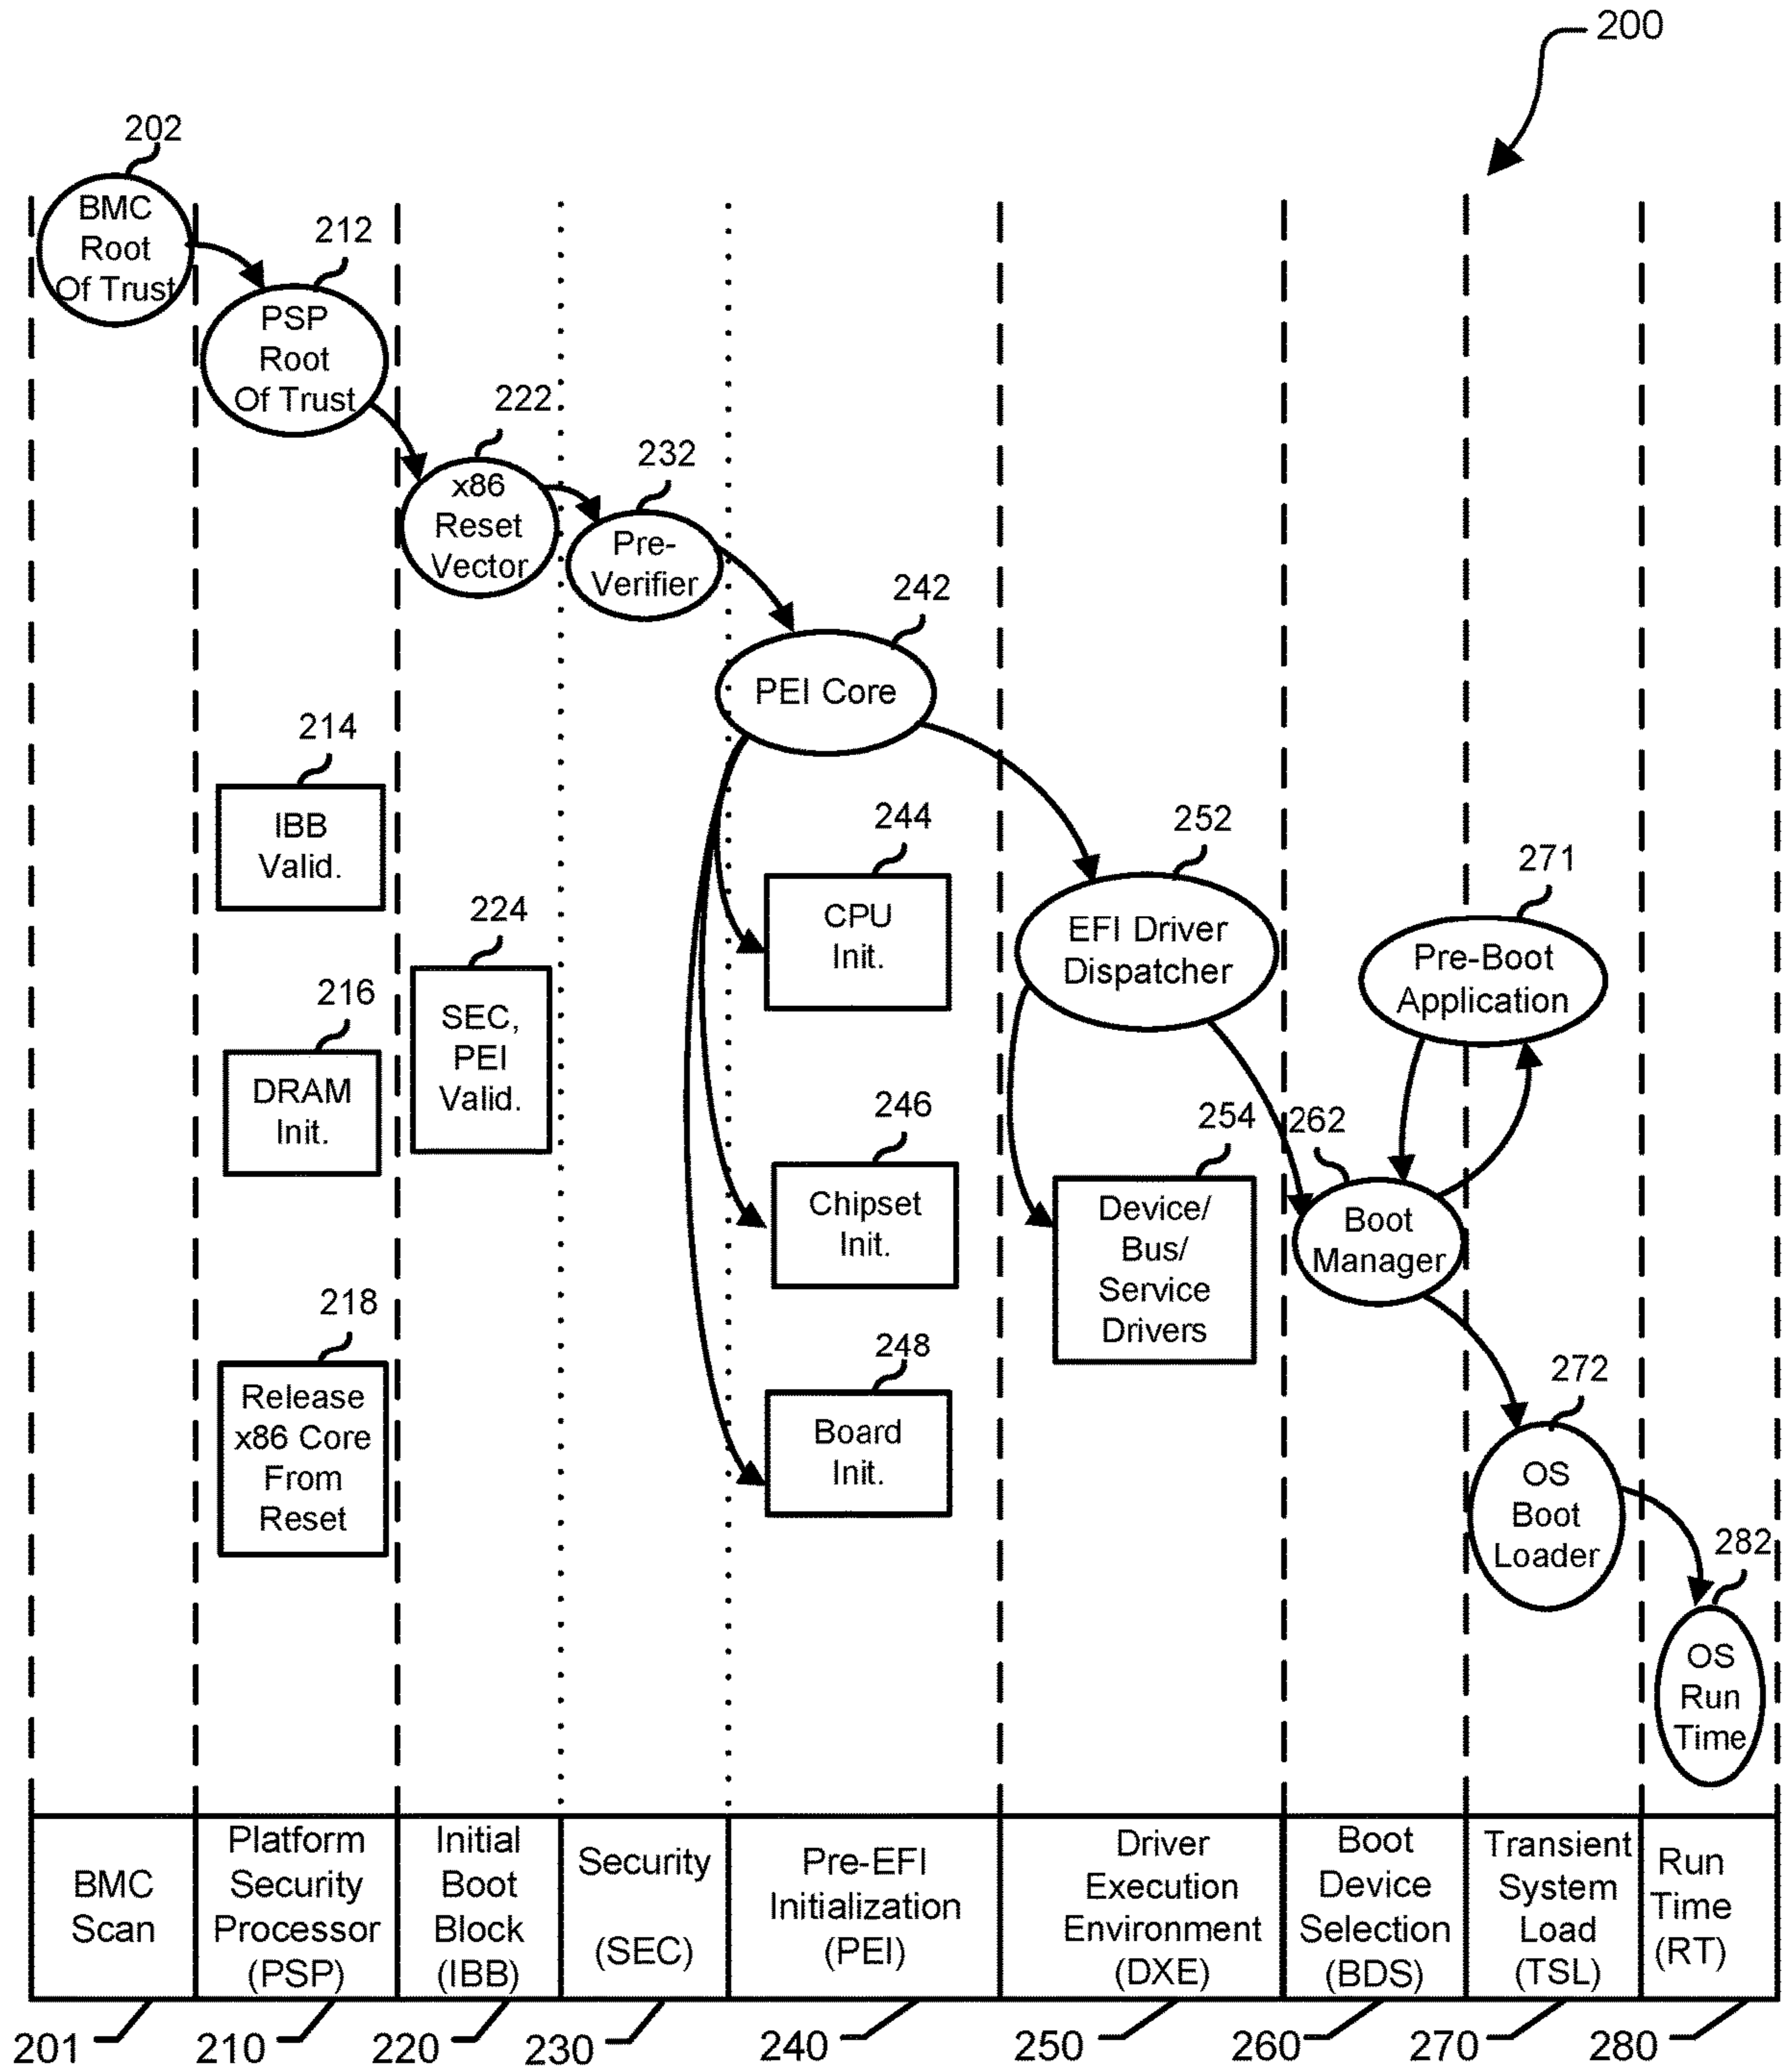 200
202
BMC
Root
Of Trust
212
PSP
Root
Of Trust
222
x86
Reset
Vector
232
Pre-
Verifier
242
PEI Core
214
IBB
Valid.
216
DRAM
Init.
218
Release
x86 Core
From
Reset
224
SEC,
PEI
Valid.
244
CPU
Init.
246
Chipset
Init.
248
Board
Init.
252
EFI Driver
Dispatcher
254
Device/
Bus/
Service
Drivers
262
Boot
Manager
271
Pre-Boot
Application
272
OS
Boot
Loader
282
OS
Run
Time
BMC
Scan
Platform
Security
Processor
(PSP)
Initial
Boot
Block
(IBB)
Security
(SEC)
Pre-EFI
Initialization
(PEI)
Driver
Execution
Environment
(DXE)
Boot
Device
Selection
(BDS)
Transient
System
Load
(TSL)
Run
Time
(RT)
201
210
220
230
240
250
260
270
280